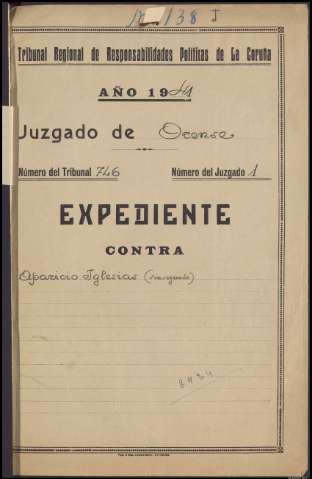 138 I
Tribunal Regional de Responsabilidades Políticas de La Coruña
AÑO 1941
Juzgado de Orense
Número del Tribunal 746 Número del Juzgado 1
EXPEDIENTE
CONTRA
Aparicio Iglesias